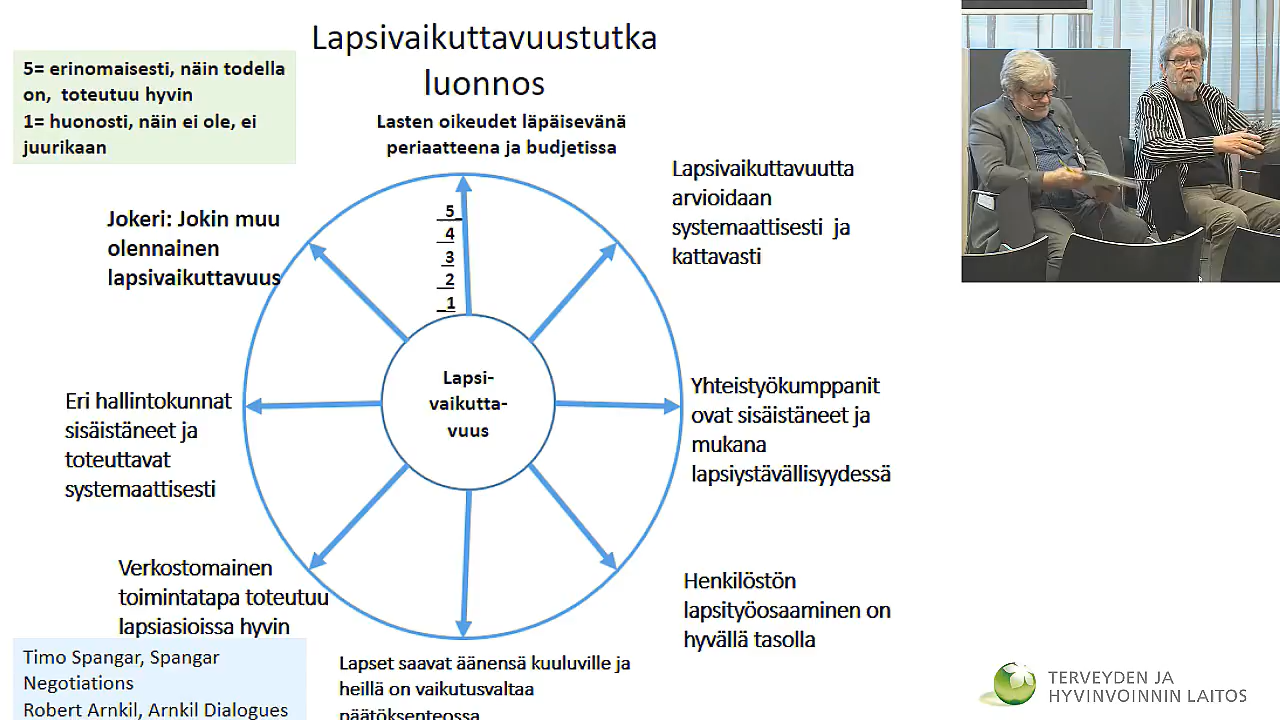 Lapsivaikuttavuustutka
luonnos
5= erinomaisesti, näin todella
on, toteutuu hyvin
1= huonosti, näin ei ole, ei
juurikaan
Lasten oikeudet läpäisevänä
periaatteena ja budjetissa
Lapsivaikuttavuutta
arvioidaan
systemaattisesti ja
kattavasti
Jokeri: Jokin muu
olennainen
lapsivaikuttavuus
5
4
3
2
1
Lapsi-
vaikutta-
vuus
Eri hallintokunnat
sisäistäneet ja
toteuttavat
systemaattisesti
Yhteistyökumppanit
ovat sisäistäneet ja
mukana
lapsiystävällisyydessä
Verkostomainen
toimintatapa toteutuu
lapsiasioissa hyvin
Henkilöstön
lapsityöosaaminen on
hyvällä tasolla
Lapset saavat äänensä kuuluville ja
heillä on vaikutusvaltaa
päätöksenteossa
Timo Spangar, Spangar
Negotiations
Robert Arnkil, Arnkil Dialogues
TERVEYDEN JA
HYVINVOINNIN LAITOS